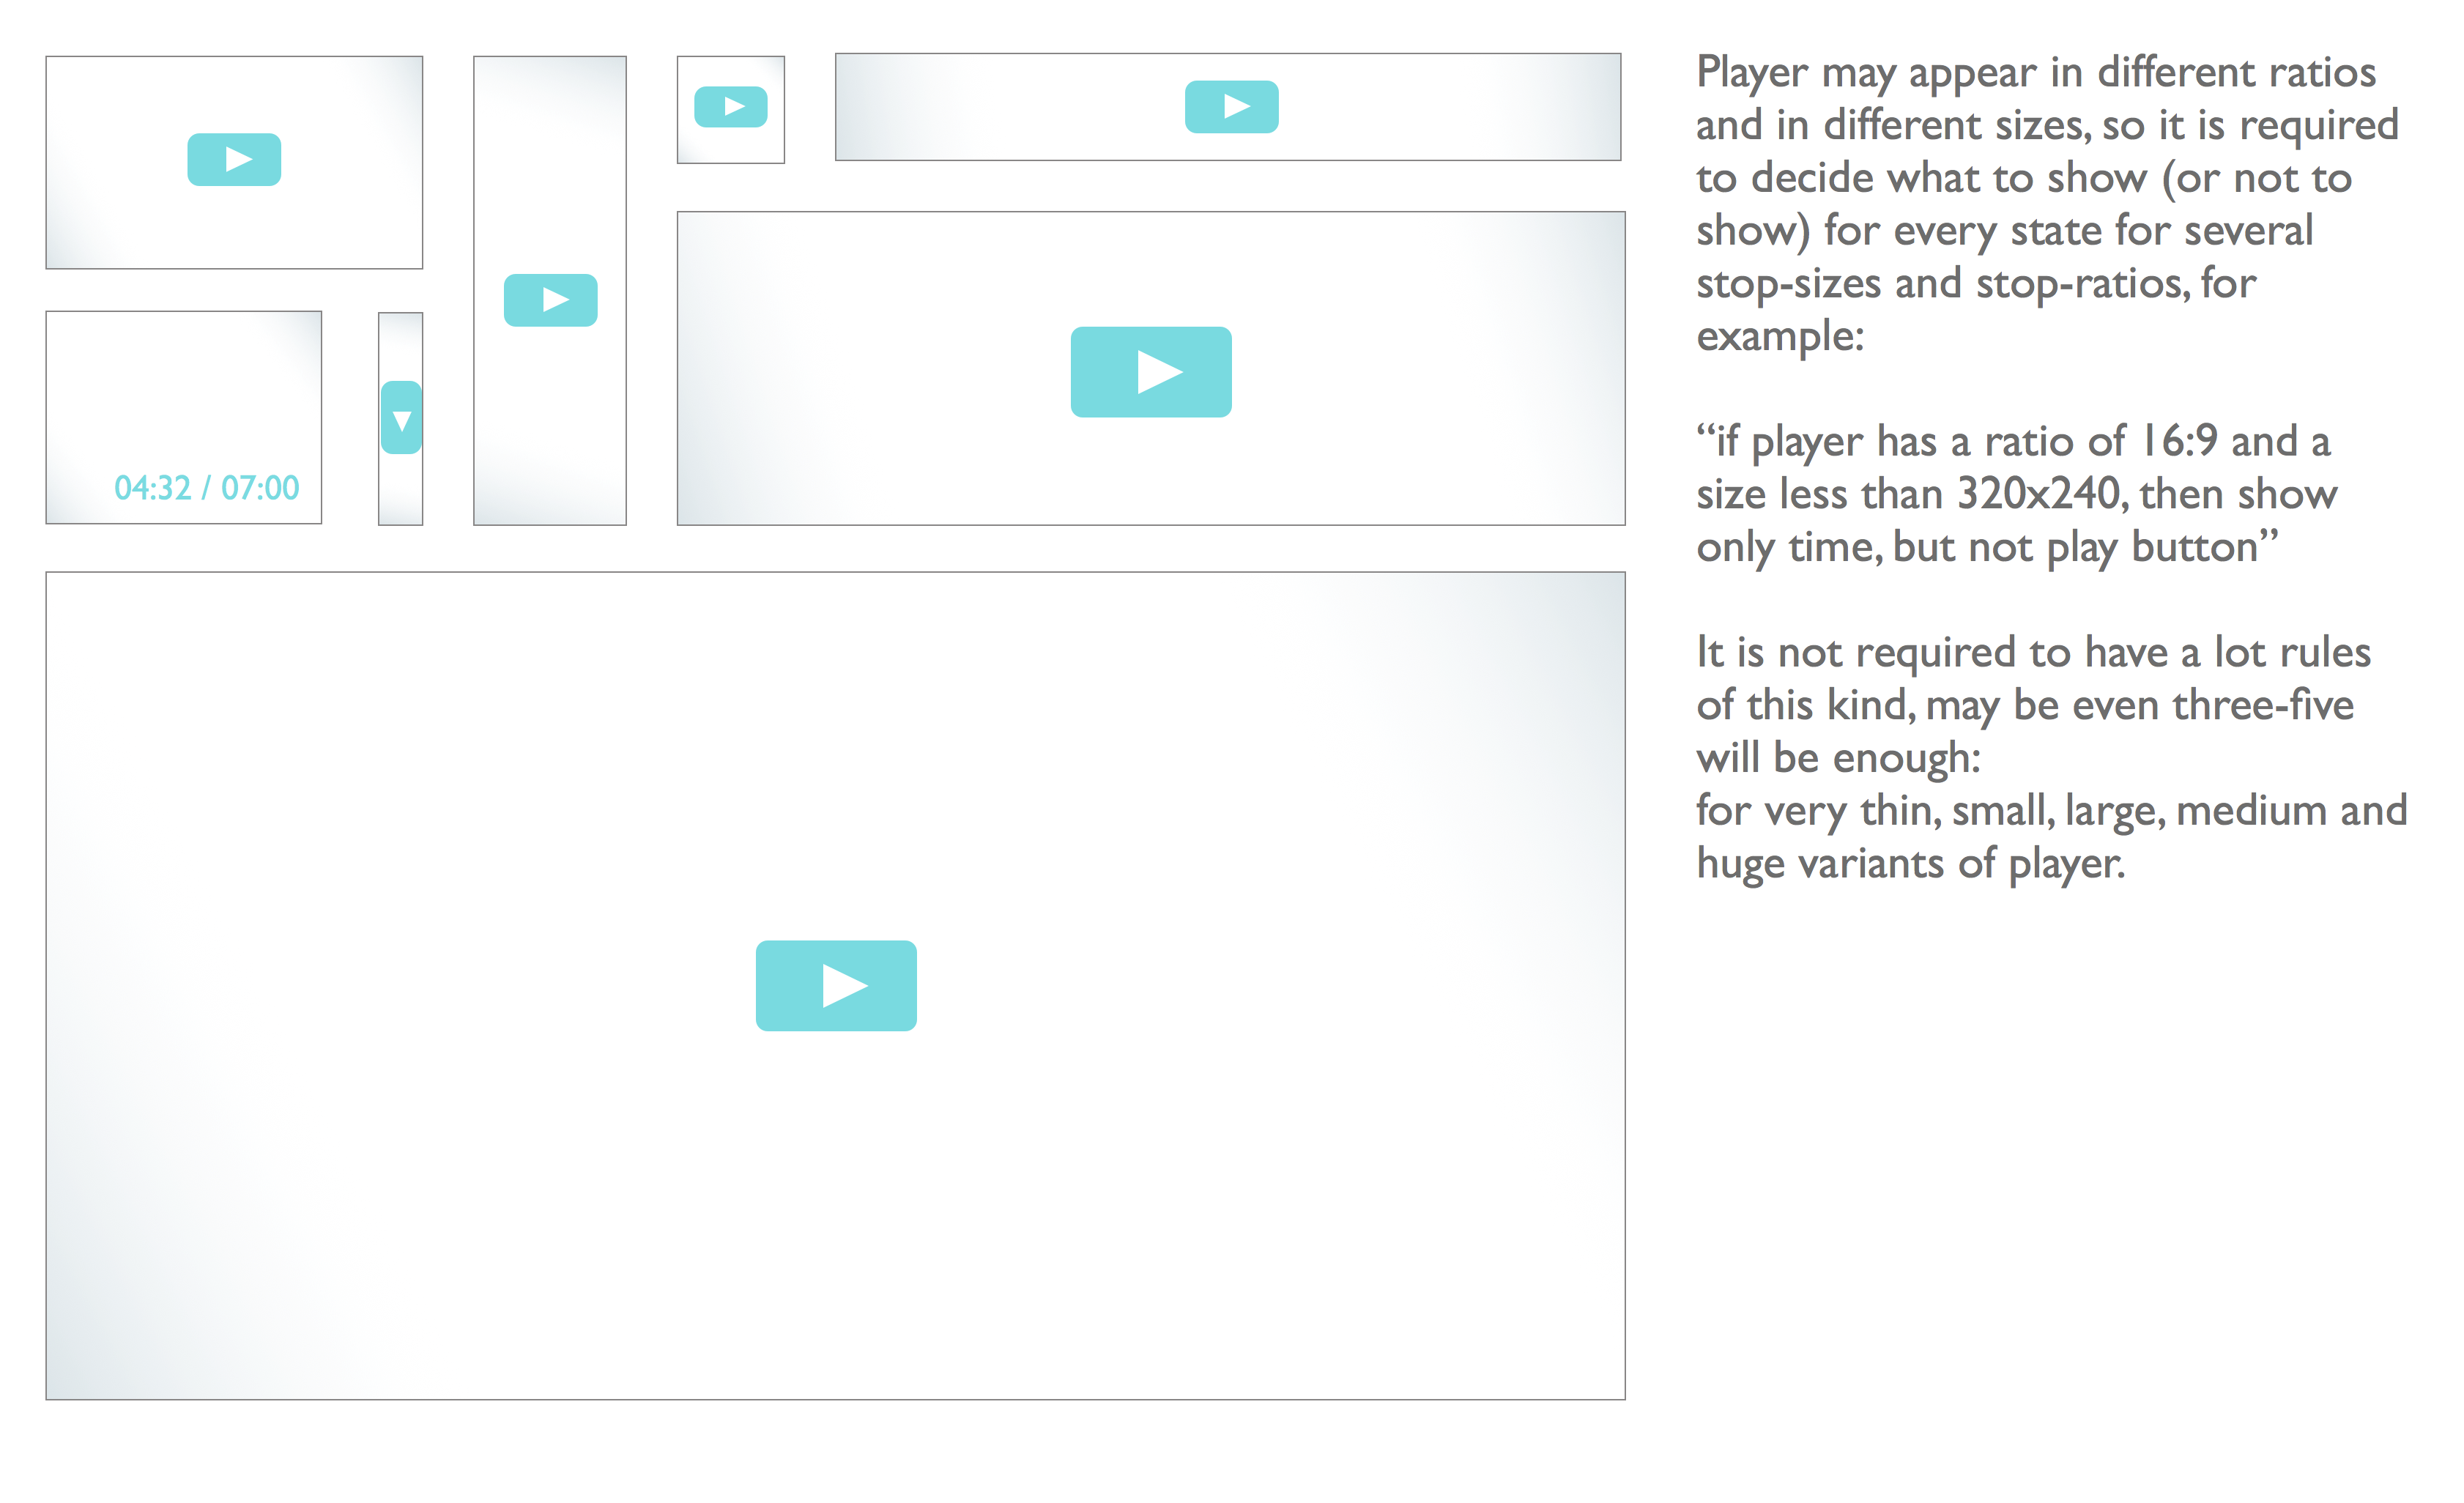 Player may appear in different ratios
and in different sizes, so it is required
to decide what to show (or not to
show) for every state for several
stop-sizes and stop-ratios, for
example:
“if player has a ratio of 16:9 and a
size less than 320x240, then show
only time, but not play button”
It is not required to have a lot rules
of this kind, may be even three-five
will be enough:
for very thin, small, large, medium and
huge variants of player.
04:32 / 07:00